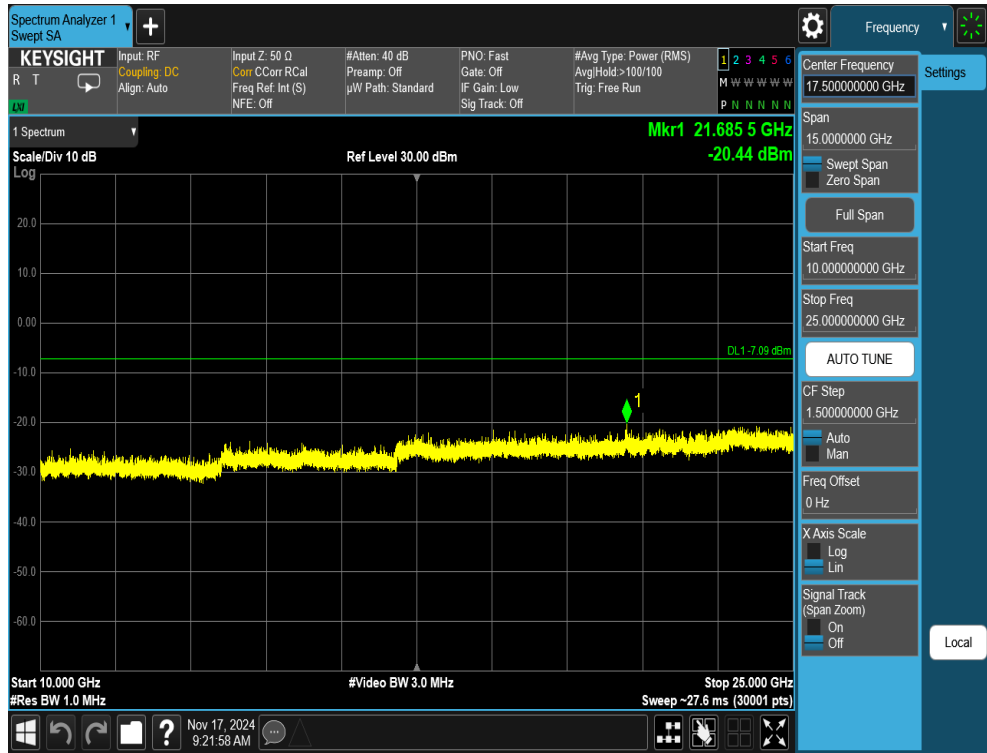 Spectrum Analyzer 1
Swept SA
Frequency
KEYSIGHT
R T
LXI
Input: RF
Coupling: DC
Align: Auto
Input Z: 50 Ω
Corr CCorr RCal
Freq Ref: Int (S)
NFE: Off
#Atten: 40 dB
Preamp: Off
µW Path: Standard
PNO: Fast
Gate: Off
IF Gain: Low
Sig Track: Off
#Avg Type: Power (RMS)
Avg|Hold:>100/100
Trig: Free Run
1 2 3 4 5 6
M W W W W W
P N N N N N
1 Spectrum
Scale/Div 10 dB
Log
Ref Level 30.00 dBm
Mkr1 21.685 5 GHz
-20.44 dBm
20.0
10.0
0.00
-10.0
-20.0
-30.0
-40.0
-50.0
-60.0
DL1 -7.09 dBm
1
Start 10.000 GHz
#Res BW 1.0 MHz
#Video BW 3.0 MHz
Stop 25.000 GHz
Sweep ~27.6 ms (30001 pts)
Center Frequency
17.500000000 GHz
Settings
Span
15.0000000 GHz
Swept Span
Zero Span
Full Span
Start Freq
10.000000000 GHz
Stop Freq
25.000000000 GHz
AUTO TUNE
CF Step
1.500000000 GHz
Auto
Man
Freq Offset
0 Hz
X Axis Scale
Log
Lin
Signal Track
(Span Zoom)
On
Off
Local
?
Nov 17, 2024
9:21:58 AM